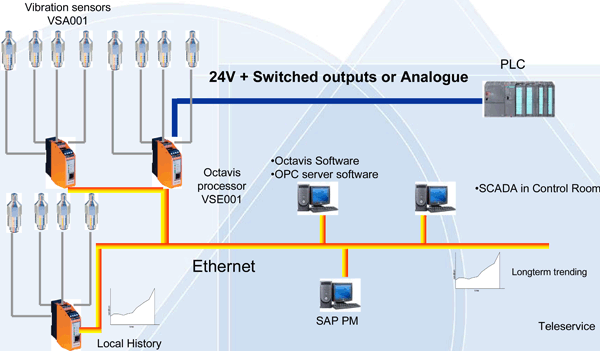 Vibration sensors
VSA001
PLC
24V + Switched outputs or Analogue
Octavis
processor
VSE001
•Octavis Software
•OPC server software
•SCADA in Control Room
Ethernet
Longterm trending
SAP PM
Teleservice
Local History